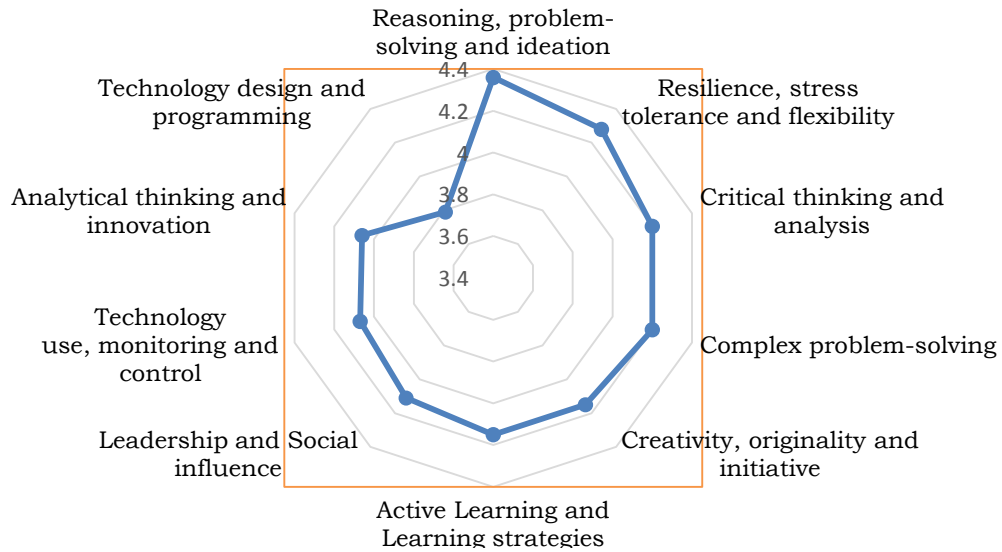 Reasoning, problem-
solving and ideation
4.4
4.2
4
3.8
3.6
3.4
Resilience, stress
tolerance and flexibility
Critical thinking and
analysis
Complex problem-solving
Creativity, originality and
initiative
Active Learning and
Learning strategies
Leadership and Social
influence
Technology
use, monitoring and
control
Analytical thinking and
innovation
Technology design and
programming